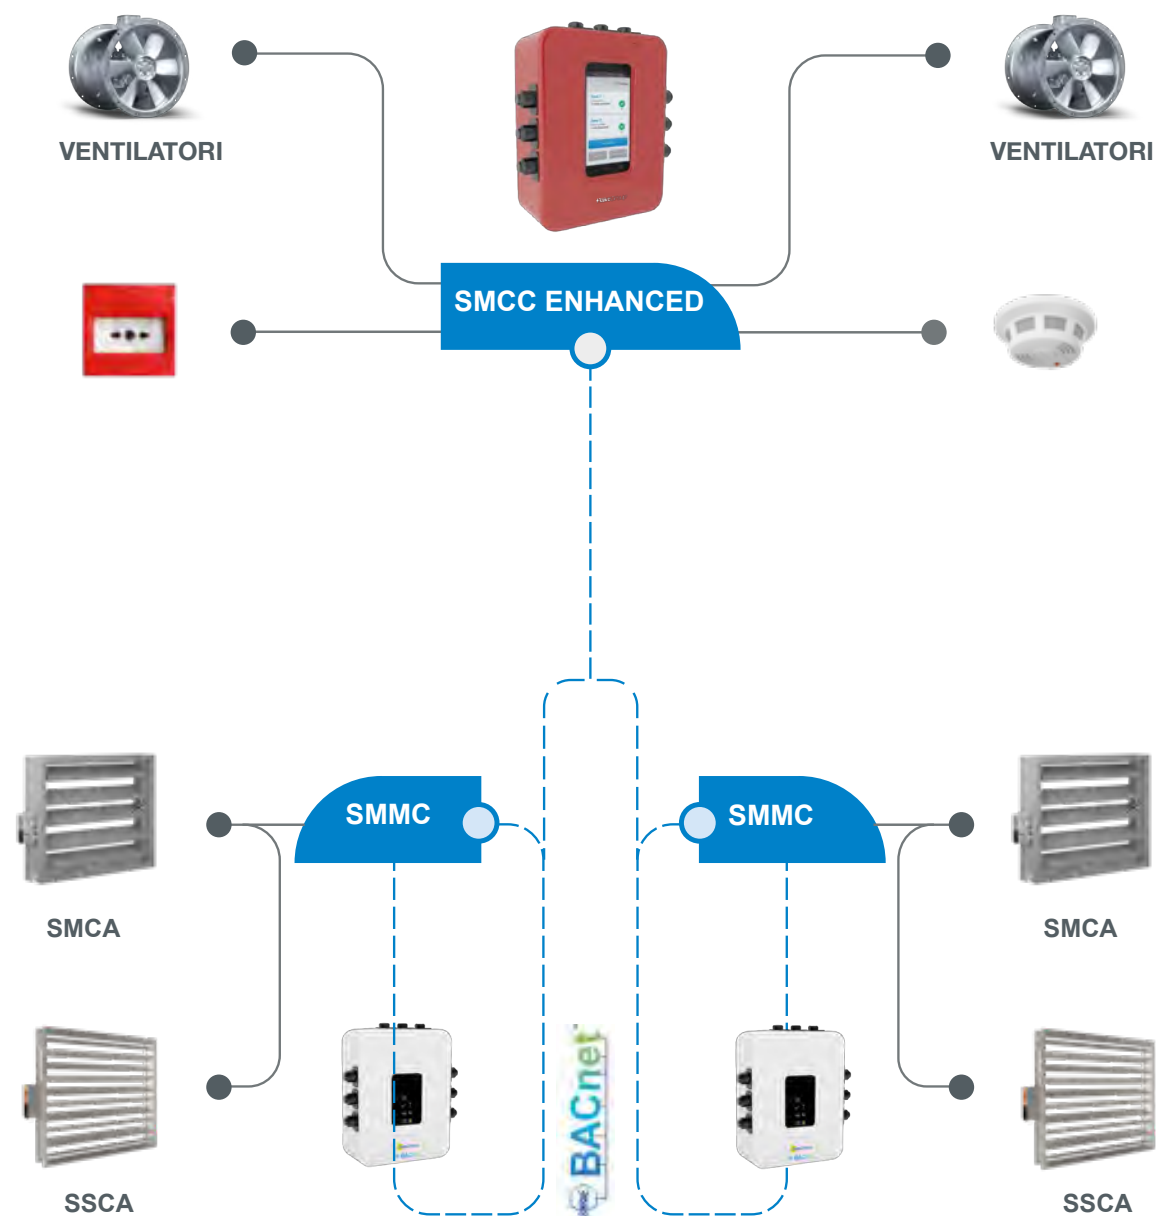 VENTILATORI
VENTILATORI
SMCC ENHANCED
SMMC
SMMC
SMCA
SMCA
BACnet
SSCA
SSCA